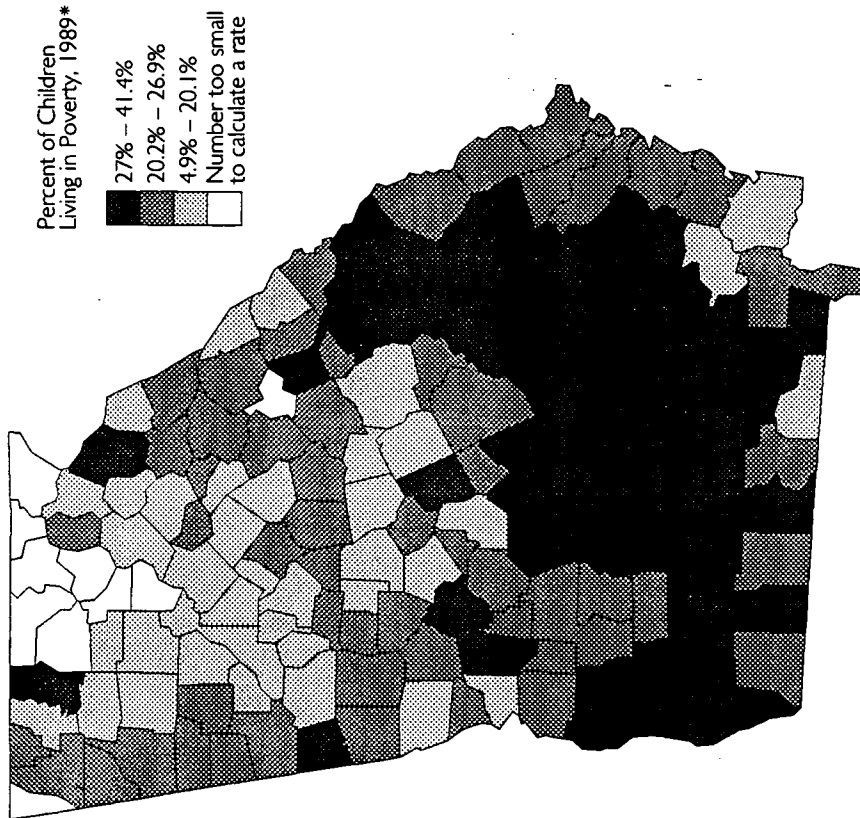 Percent of Children
Living in Poverty, 1989*
27% – 41.4%
20.2% – 26.9%
4.9% – 20.1%
Number too small
to calculate a rate